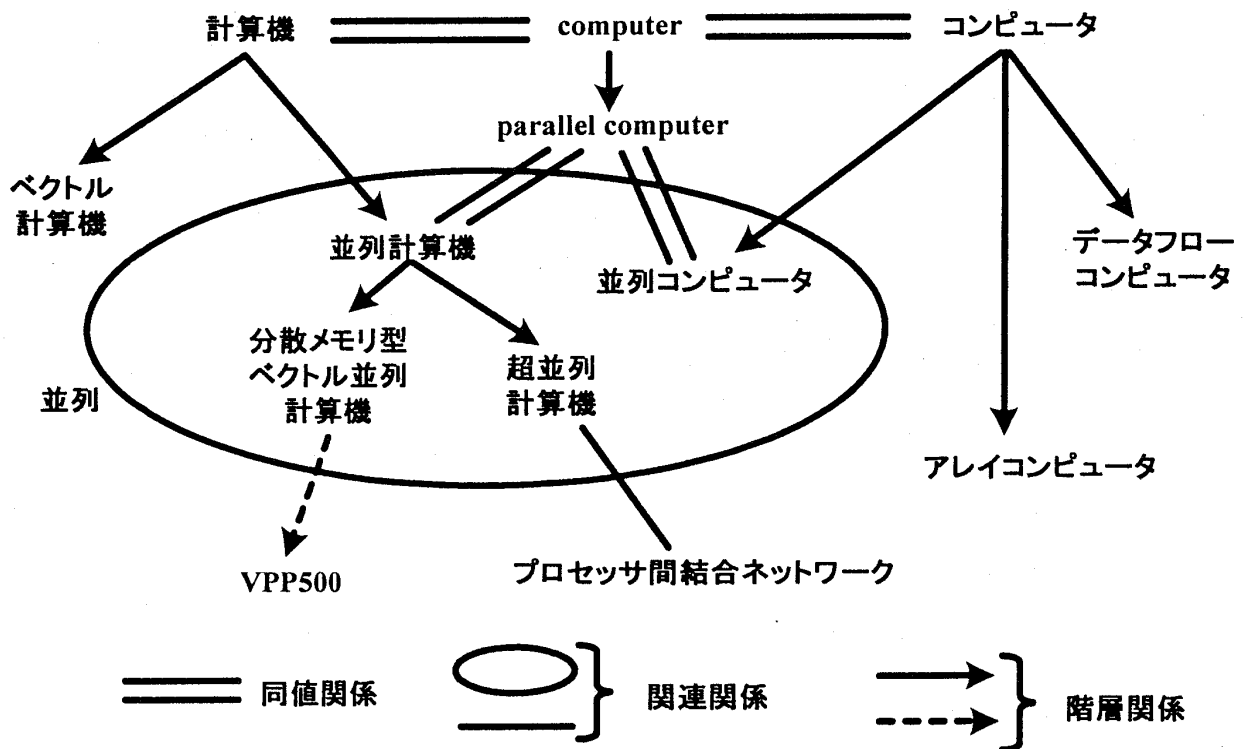 計算機
computer
コンピュータ
parallel computer
ベクトル
計算機
並列計算機
並列コンピュータ
データフロー
コンピュータ
分散メモリ型
ベクトル並列
計算機
超並列
計算機
並列
アレイコンピュータ
VPP500
プロセッサ間結合ネットワーク
同値関係
関連関係
階層関係